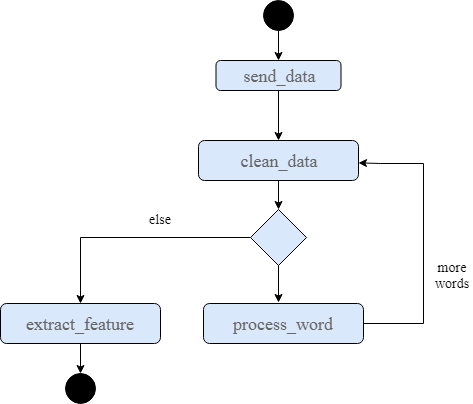 send_data
clean_data
else
more
words
extract_feature
process_word